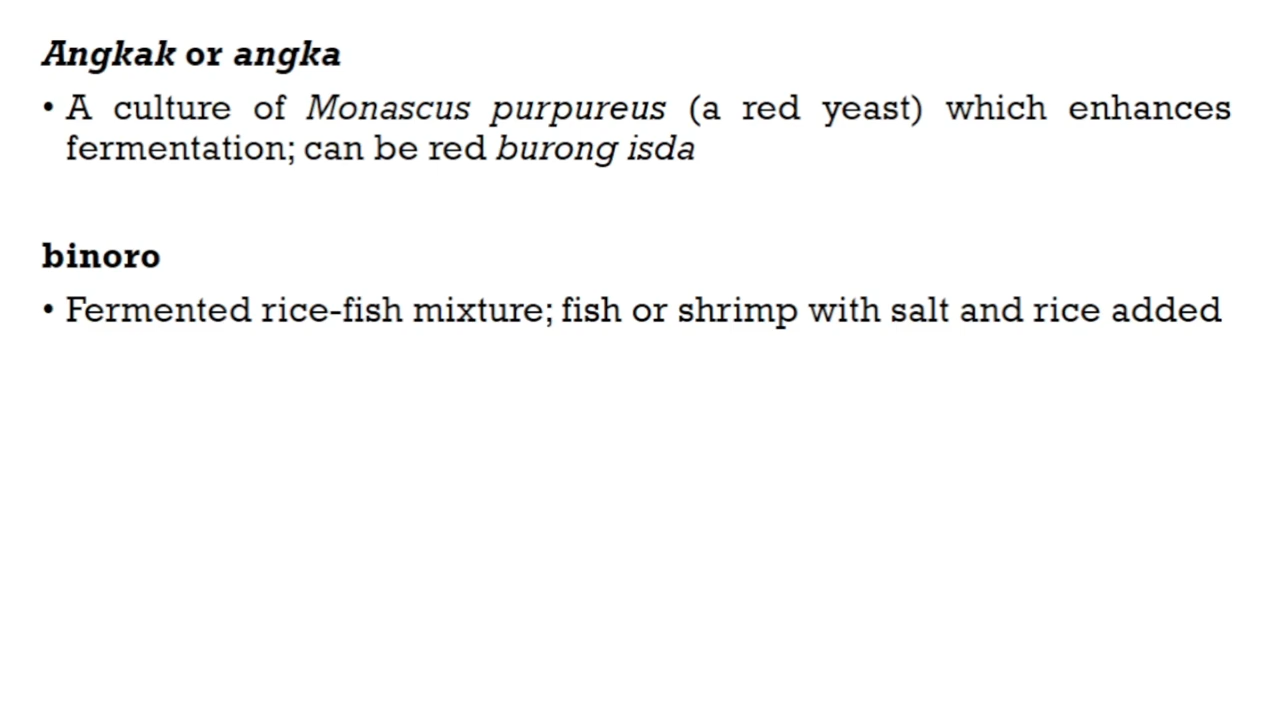 Angkak or angka
• A culture of Monascus purpureus (a red yeast) which enhances
fermentation; can be red burong isda
binoro
• Fermented rice-fish mixture; fish or shrimp with salt and rice added